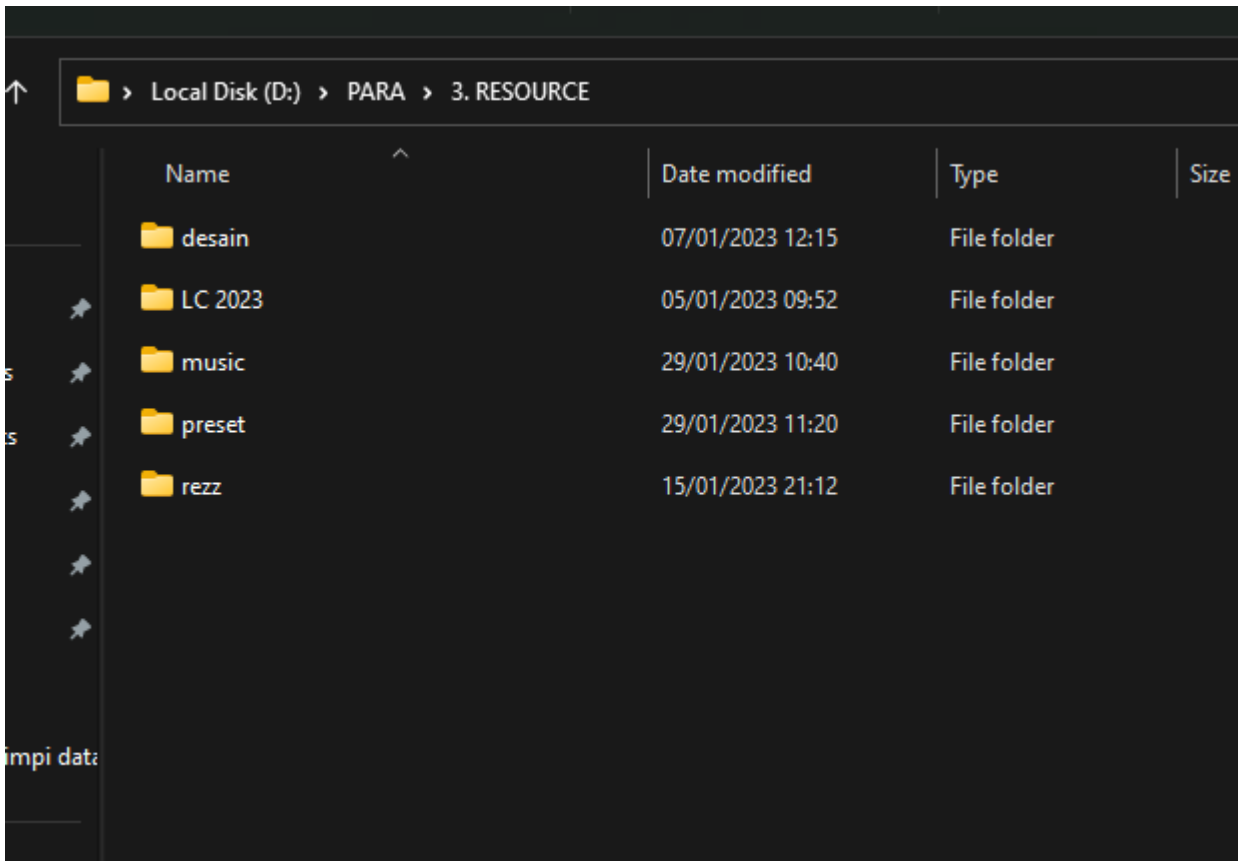 Local Disk (D:) > PARA > 3. RESOURCE
Name Date modified Type Size
desain 07/01/2023 12:15 File folder
LC 2023 05/01/2023 09:52 File folder
music 29/01/2023 10:40 File folder
preset 29/01/2023 11:20 File folder
rezz 15/01/2023 21:12 File folder